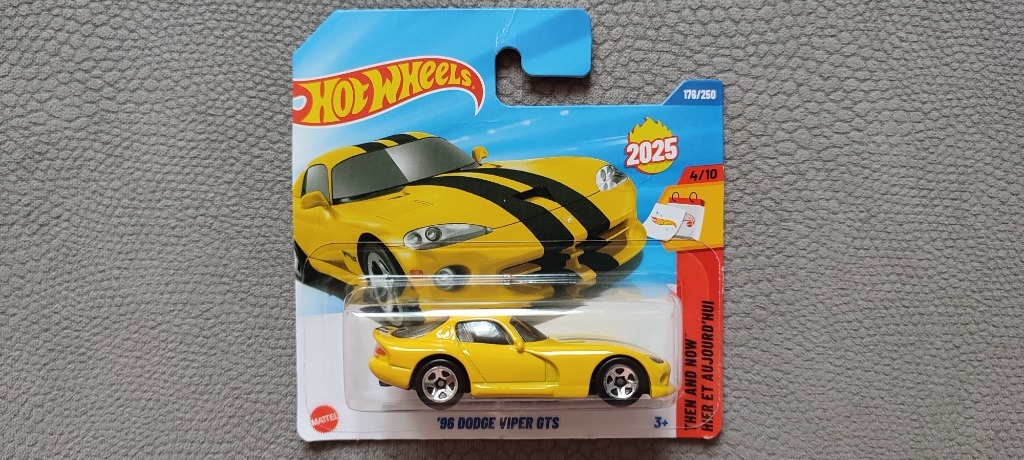 HOT WHEELS
176/250
2025
4/10
THEN AND NOW
HIER ET AUJOURD'HUI
MATTEL
'96 DODGE VIPER GTS
3+